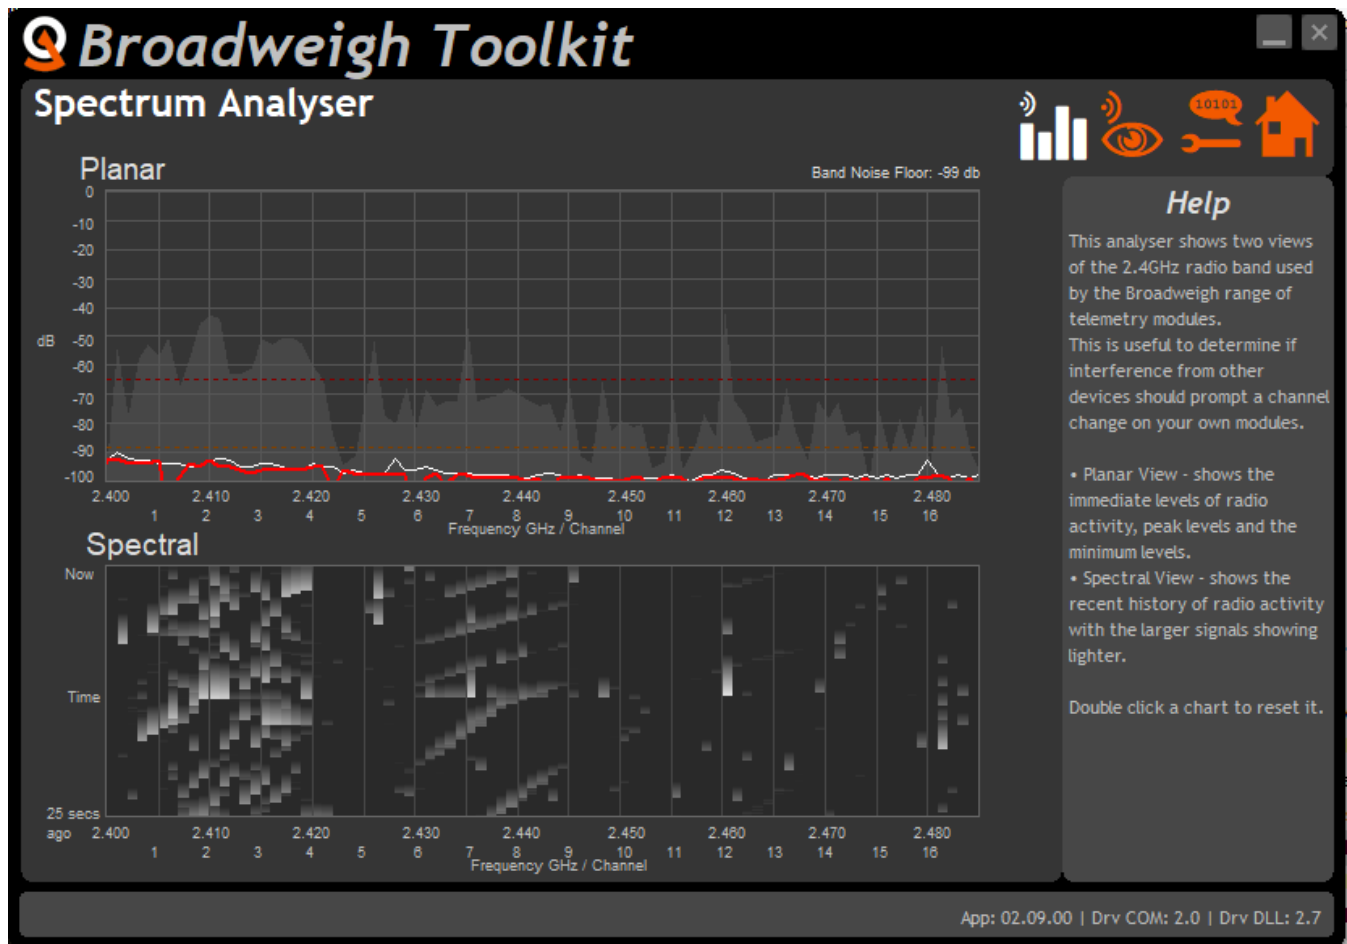 Broadweigh Toolkit
Spectrum Analyser
10101
Planar
Band Noise Floor: -99 db
0
-10
-20
-30
-40
dB -50
-60
-70
-80
-90
-100
2.400 2.410 2.420 2.430 2.440 2.450 2.460 2.470 2.480
1 2 3 4 5 6 7 8 9 10 11 12 13 14 15 16
Frequency GHz / Channel
Spectral
Now
Time
25 secs
ago 2.400 2.410 2.420 2.430 2.440 2.450 2.460 2.470 2.480
1 2 3 4 5 6 7 8 9 10 11 12 13 14 15 16
Frequency GHz / Channel
Help
This analyser shows two views
of the 2.4GHz radio band used
by the Broadweigh range of
telemetry modules.
This is useful to determine if
interference from other
devices should prompt a channel
change on your own modules.
• Planar View - shows the
immediate levels of radio
activity, peak levels and the
minimum levels.
• Spectral View - shows the
recent history of radio activity
with the larger signals showing
lighter.
Double click a chart to reset it.
App: 02.09.00 | Drv COM: 2.0 | Drv DLL: 2.7